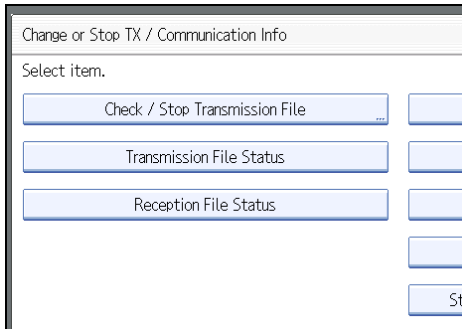 Change or Stop TX / Communication Info
Select item.
Check / Stop Transmission File
Transmission File Status
Reception File Status